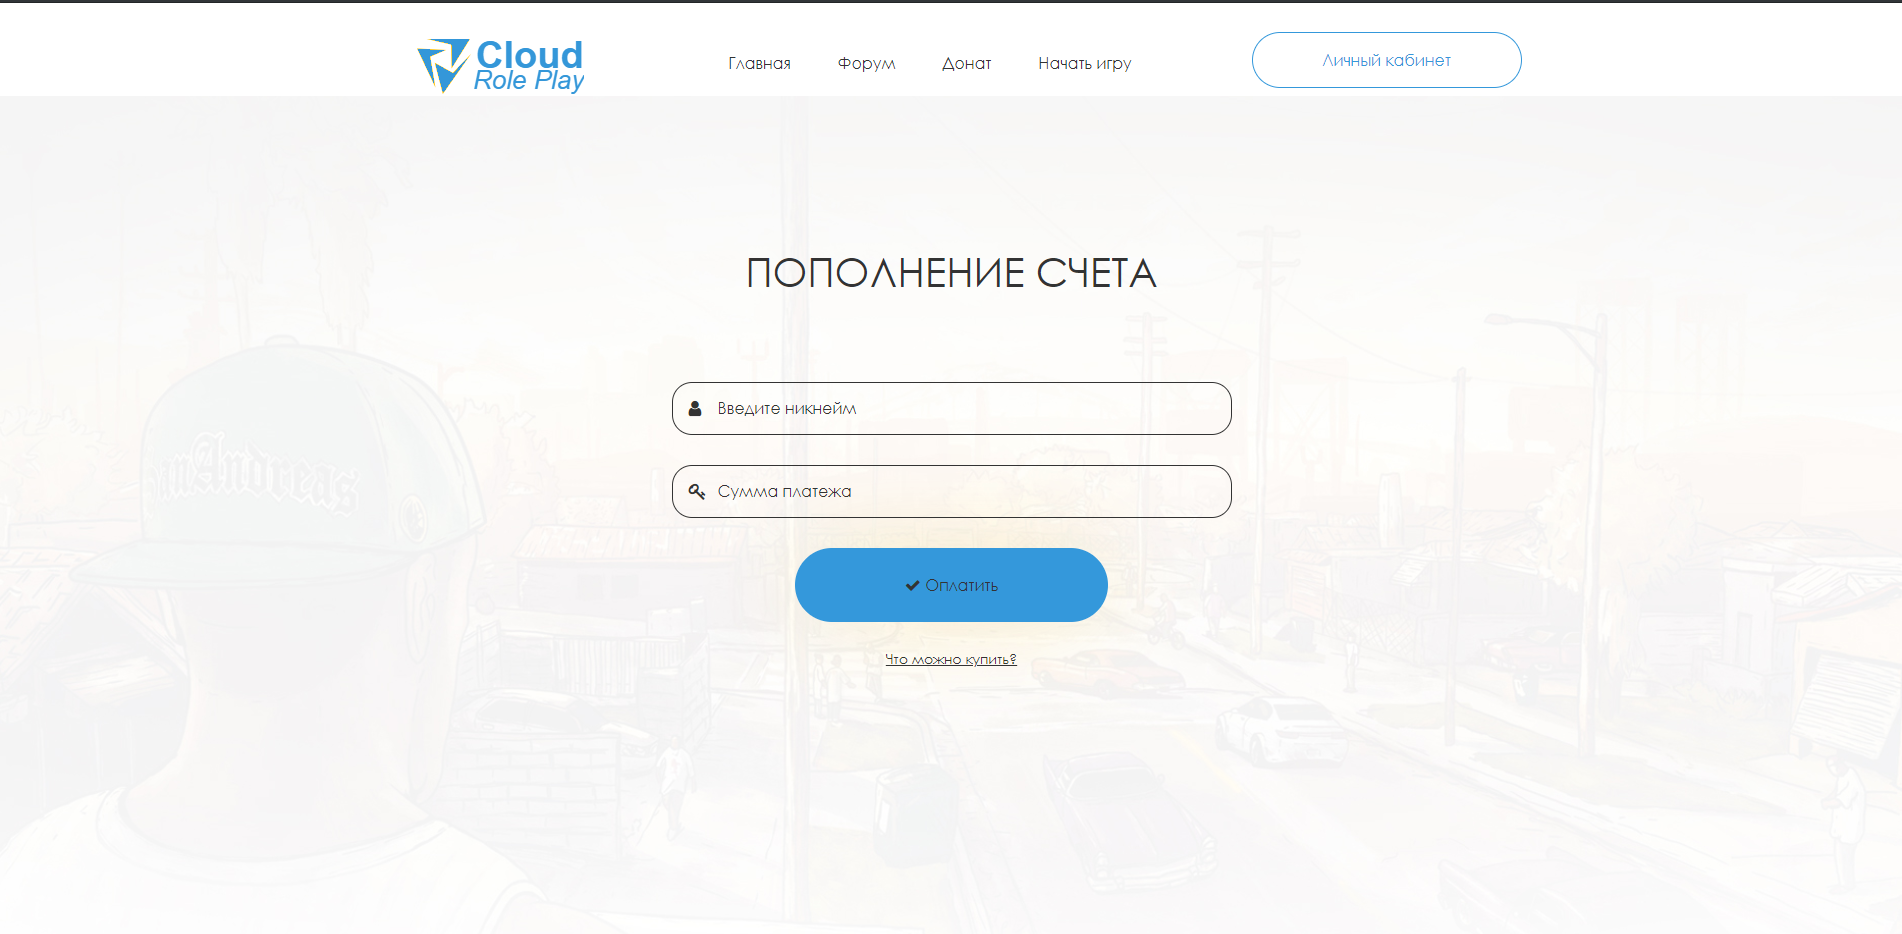 Cloud
Role Play
Главная
Форум
Донат
Начать игру
Личный кабинет
ПОПОЛНЕНИЕ СЧЕТА
Введите никнейм
Сумма платежа
Оплатить
Что можно купить?
anAndreas